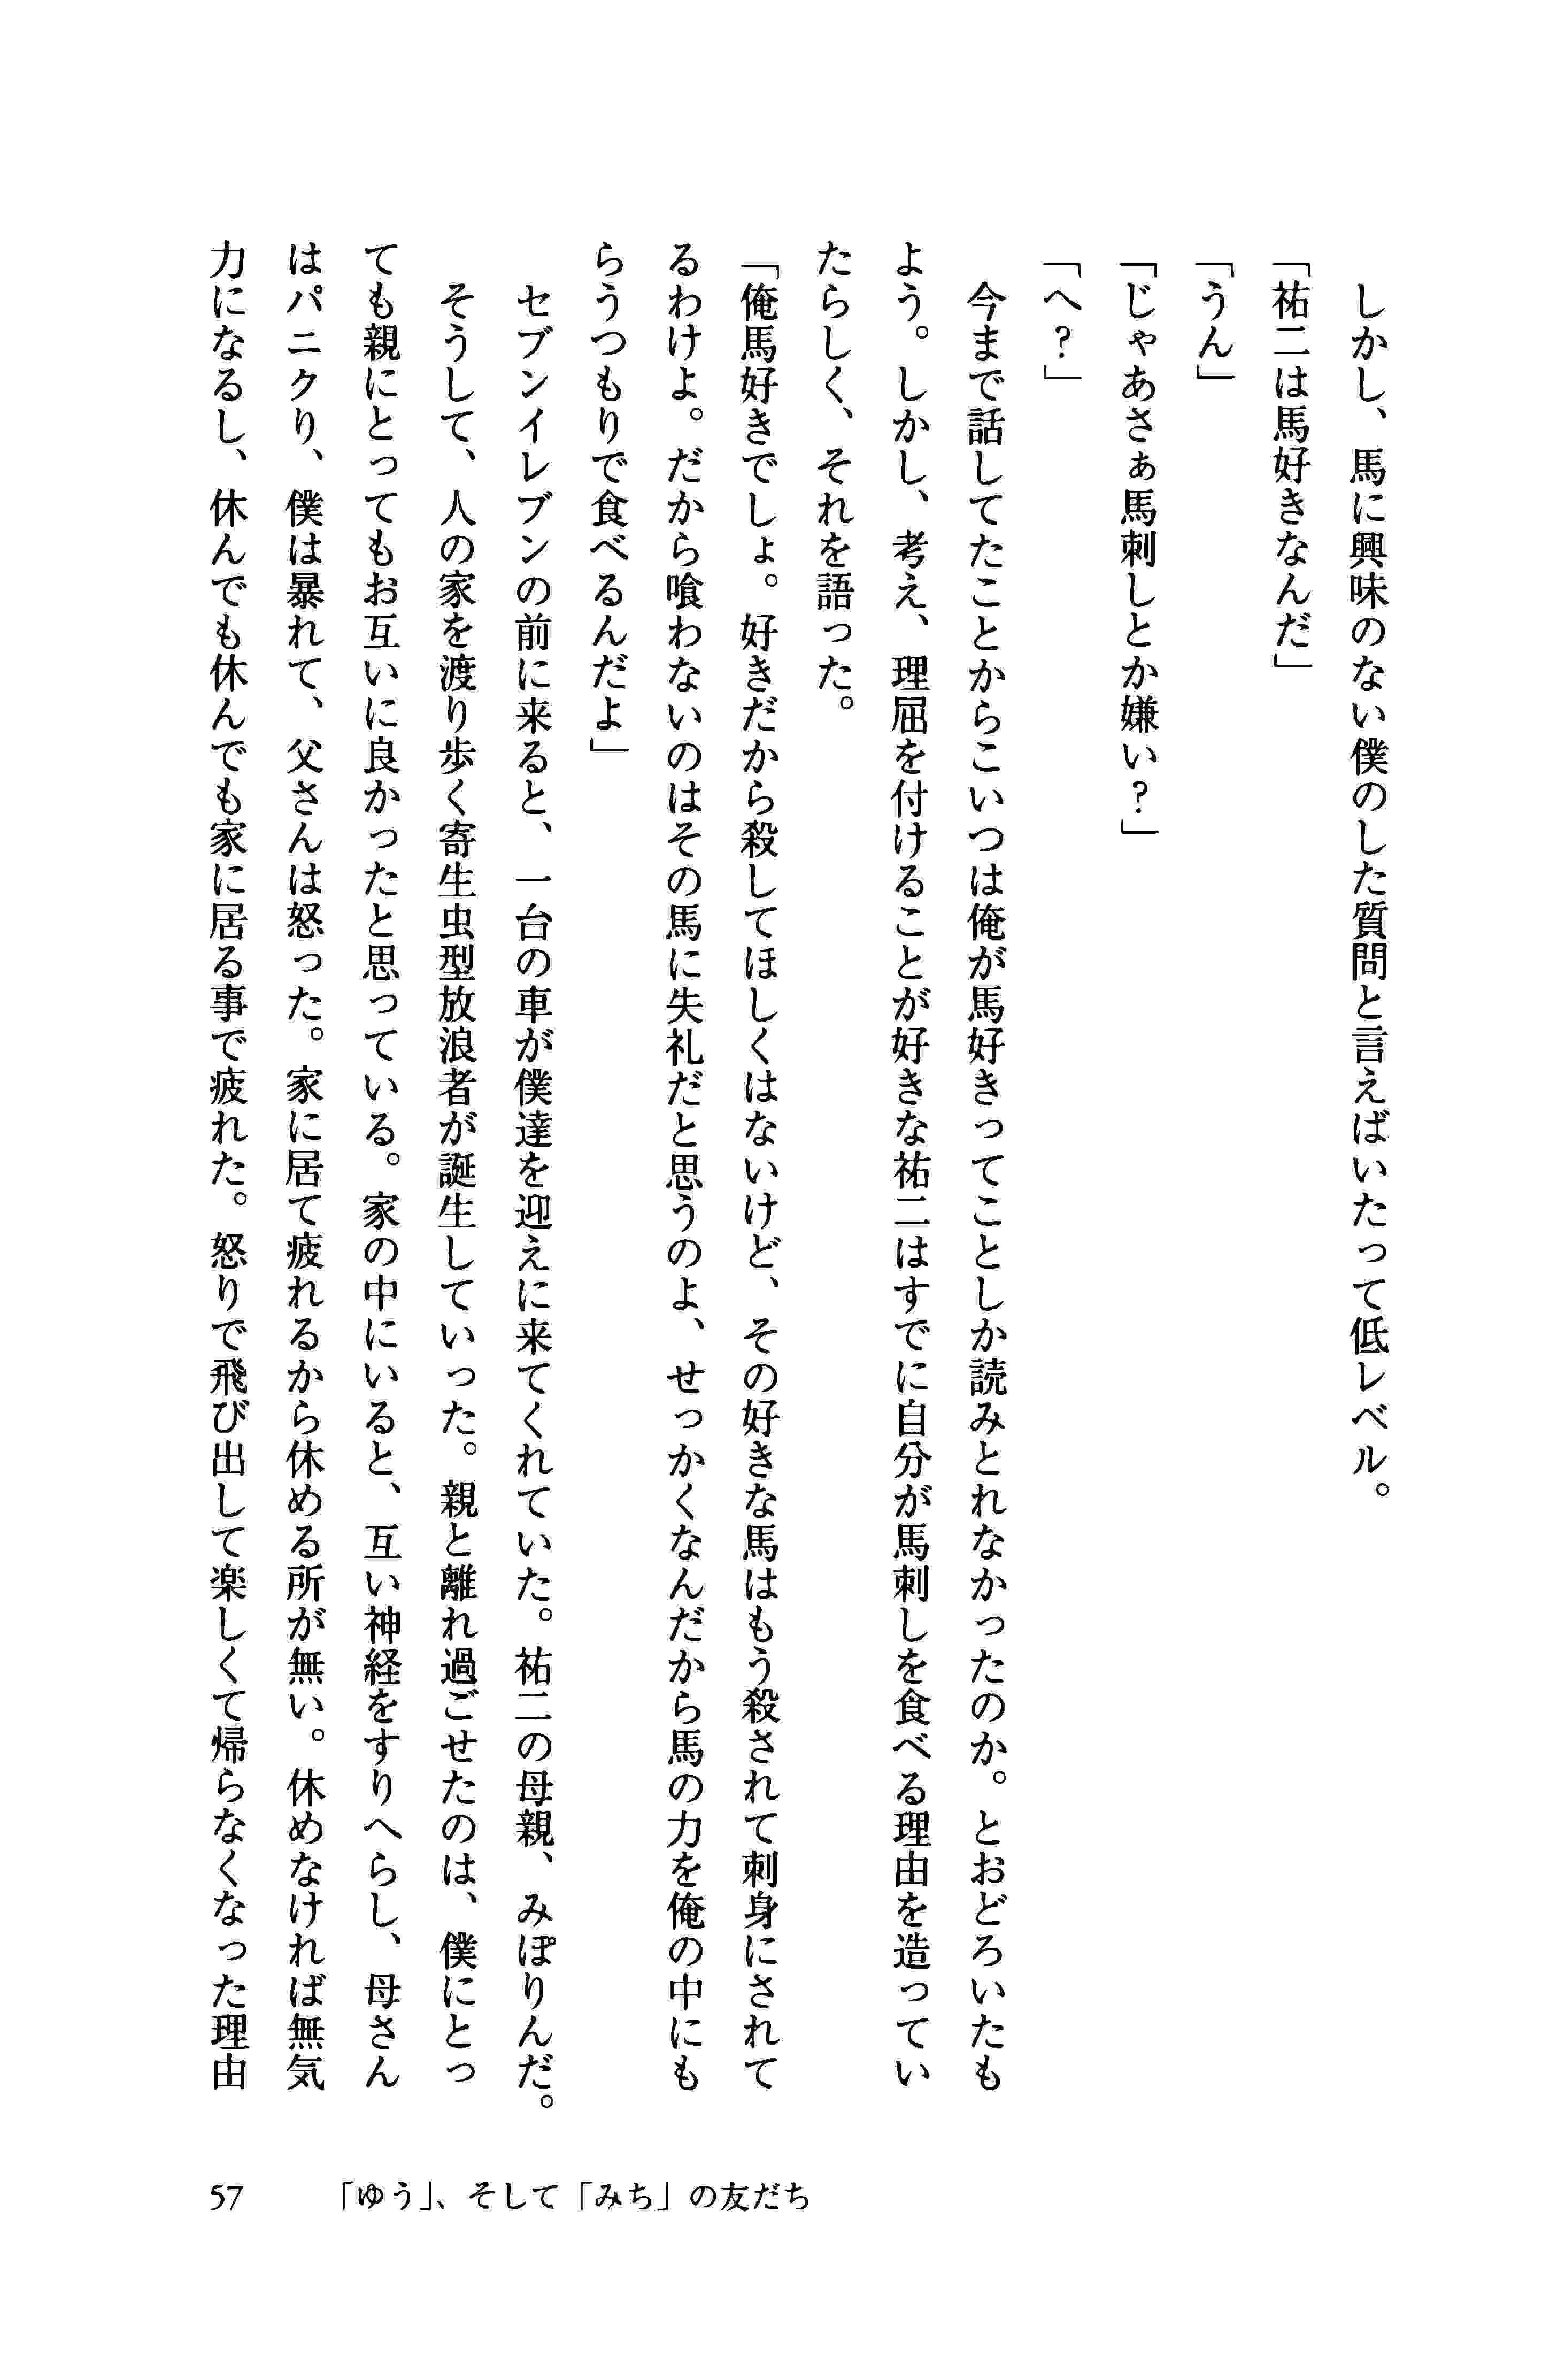 しかし、馬に興味のない僕のした質問と言えばいたって低レベル。
「祐二は馬好きなんだ」
「うん」
「じゃあさぁ馬刺しとか嫌い？」
「へ？」
今まで話してたことからこいつは俺が馬好きってことしか読みとれなかったのか。とおどろいたも
よう。しかし、考え、理屈を付けることが好きな祐二はすでに自分が馬刺しを食べる理由を造ってい
たらしく、それを語った。
「俺馬好きでしょ。好きだから殺してほしくはないけど、その好きな馬はもう殺されて刺身にされて
るわけよ。だから喰わないのはその馬に失礼だと思うのよ、せっかくなんだから馬の力を俺の中にも
らうつもりで食べるんだよ」
セブンイレブンの前に来ると、一台の車が僕達を迎えに来てくれていた。祐二の母親、みぽりんだ。
そうして、人の家を渡り歩く寄生虫型放浪者が誕生していった。親と離れ過ごせたのは、僕にとっ
ても親にとってもお互いに良かったと思っている。家の中にいると、互い神経をすりへらし、母さん
はパニクり、僕は暴れて、父さんは怒った。家に居て疲れるから休める所が無い。休めなければ無気
力になるし、休んでも休んでも家に居る事で疲れた。怒りで飛び出して楽しくて帰らなくなった理由
57 「ゆう」、そして「みち」の友だち